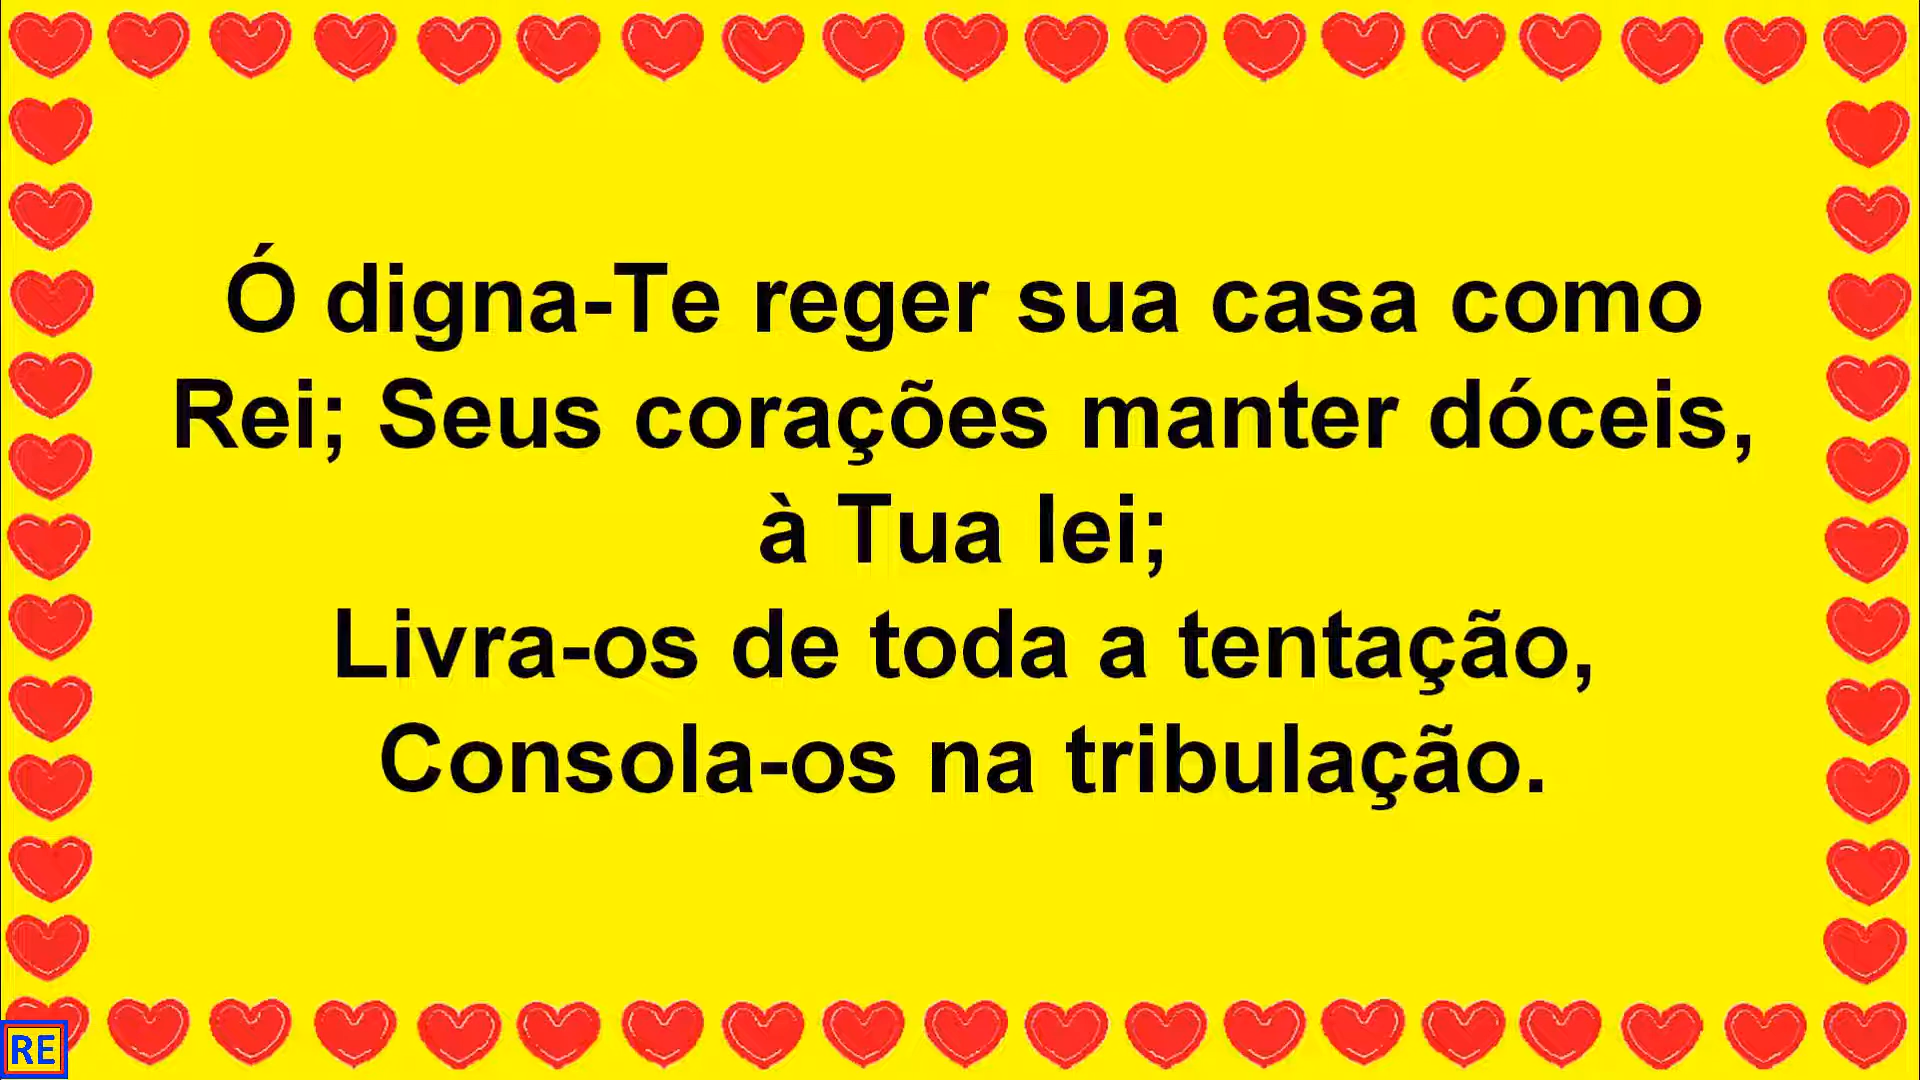 Ó digna-Te reger sua casa como
Rei; Seus corações manter dóceis,
à Tua lei;
Livra-os de toda a tentação,
Consola-os na tribulação.
RE